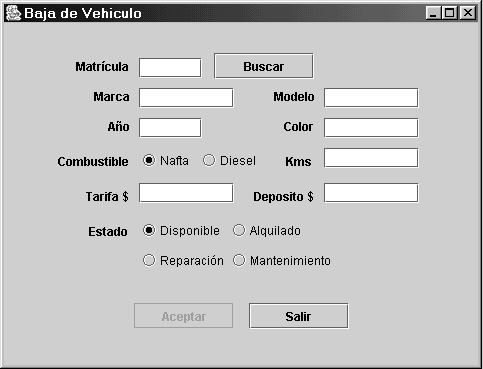 Baja de Vehiculo
Matrícula Buscar
Marca Modelo
Año Color
Combustible Nafta Diesel Kms
Tarifa $ Deposito $
Estado Disponible Alquilado
Reparación Mantenimiento
Aceptar Salir